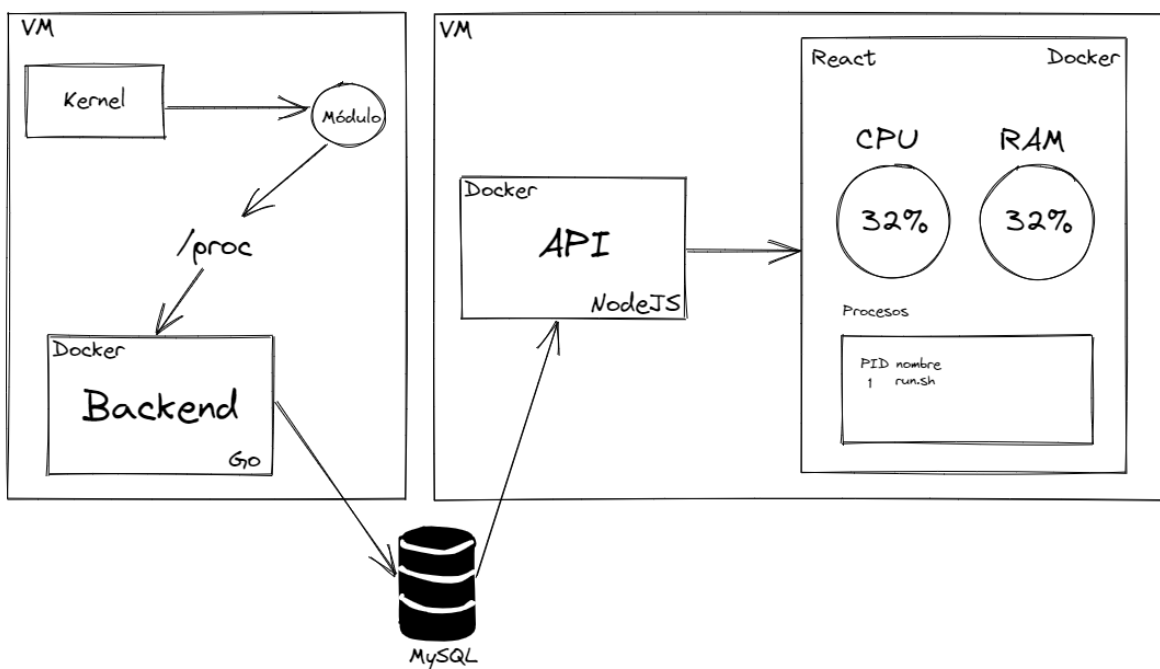 VM
Kernel
Módulo
/proc
Docker
Backend
Go
MySQL
VM
Docker
API
NodeJS
React Docker
CPU RAM
32% 32%
Procesos
PID nombre
1 run.sh